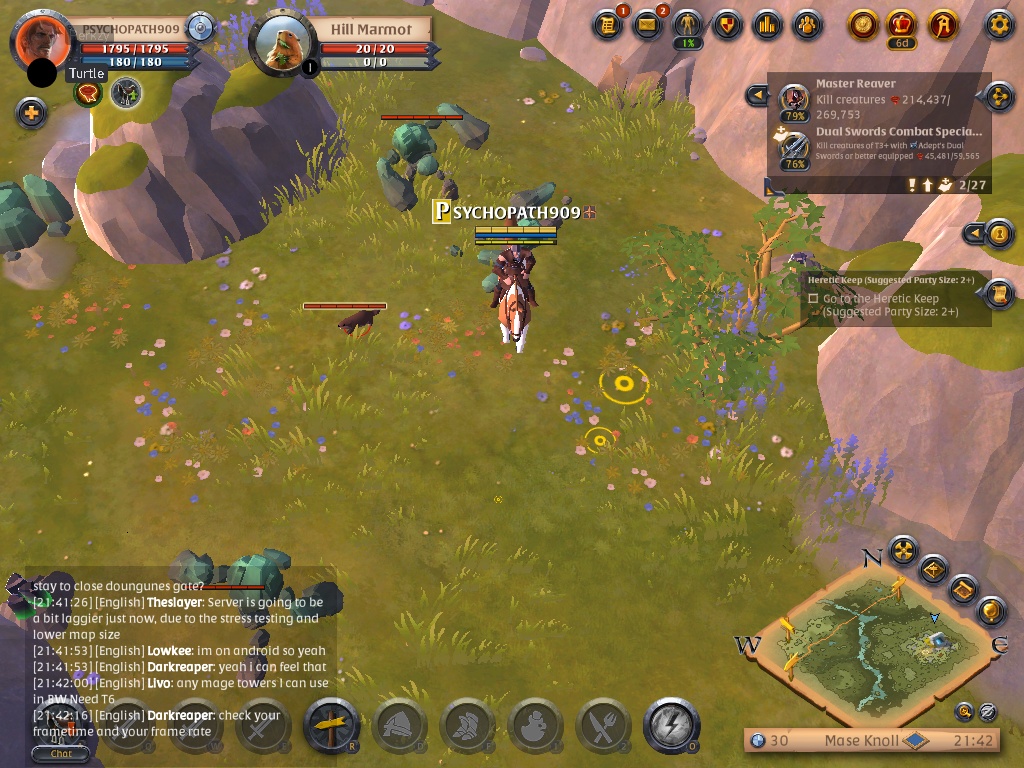 PSYCHOPATH909
1795/1795
180/180
Turtle
Hill Marmot
20/20
0/0
I
1
2
1%
6d
Master Reaver
Kill creatures 214,437/
269,753
79%
Dual Swords Combat Specia...
Kill creatures of T3+ with Adept's Dual
Swords or better equipped 45,481/59,565
76%
2/27
PSYCHOPATH909
Heretic Keep (Suggested Party Size: 2+)
Go to the Heretic Keep
(Suggested Party Size: 2+)
stay to close doungunes gate?
[21:41:26] [English] Theslayer: Server is going to be
a bit laggier just now, due to the stress testing and
lower map size
[21:41:53] [English] Lowkee: im on android so yeah
[21:41:53] [English] Darkreaper: yeah i can feel that
[21:42:00] [English] Livo: any mage towers I can use
in BW Need T6
[21:42:16] [English] Darkreaper: check your
frametime and your frame rate
Chat
R
O
N
W
E
30 Mase Knoll 21:42